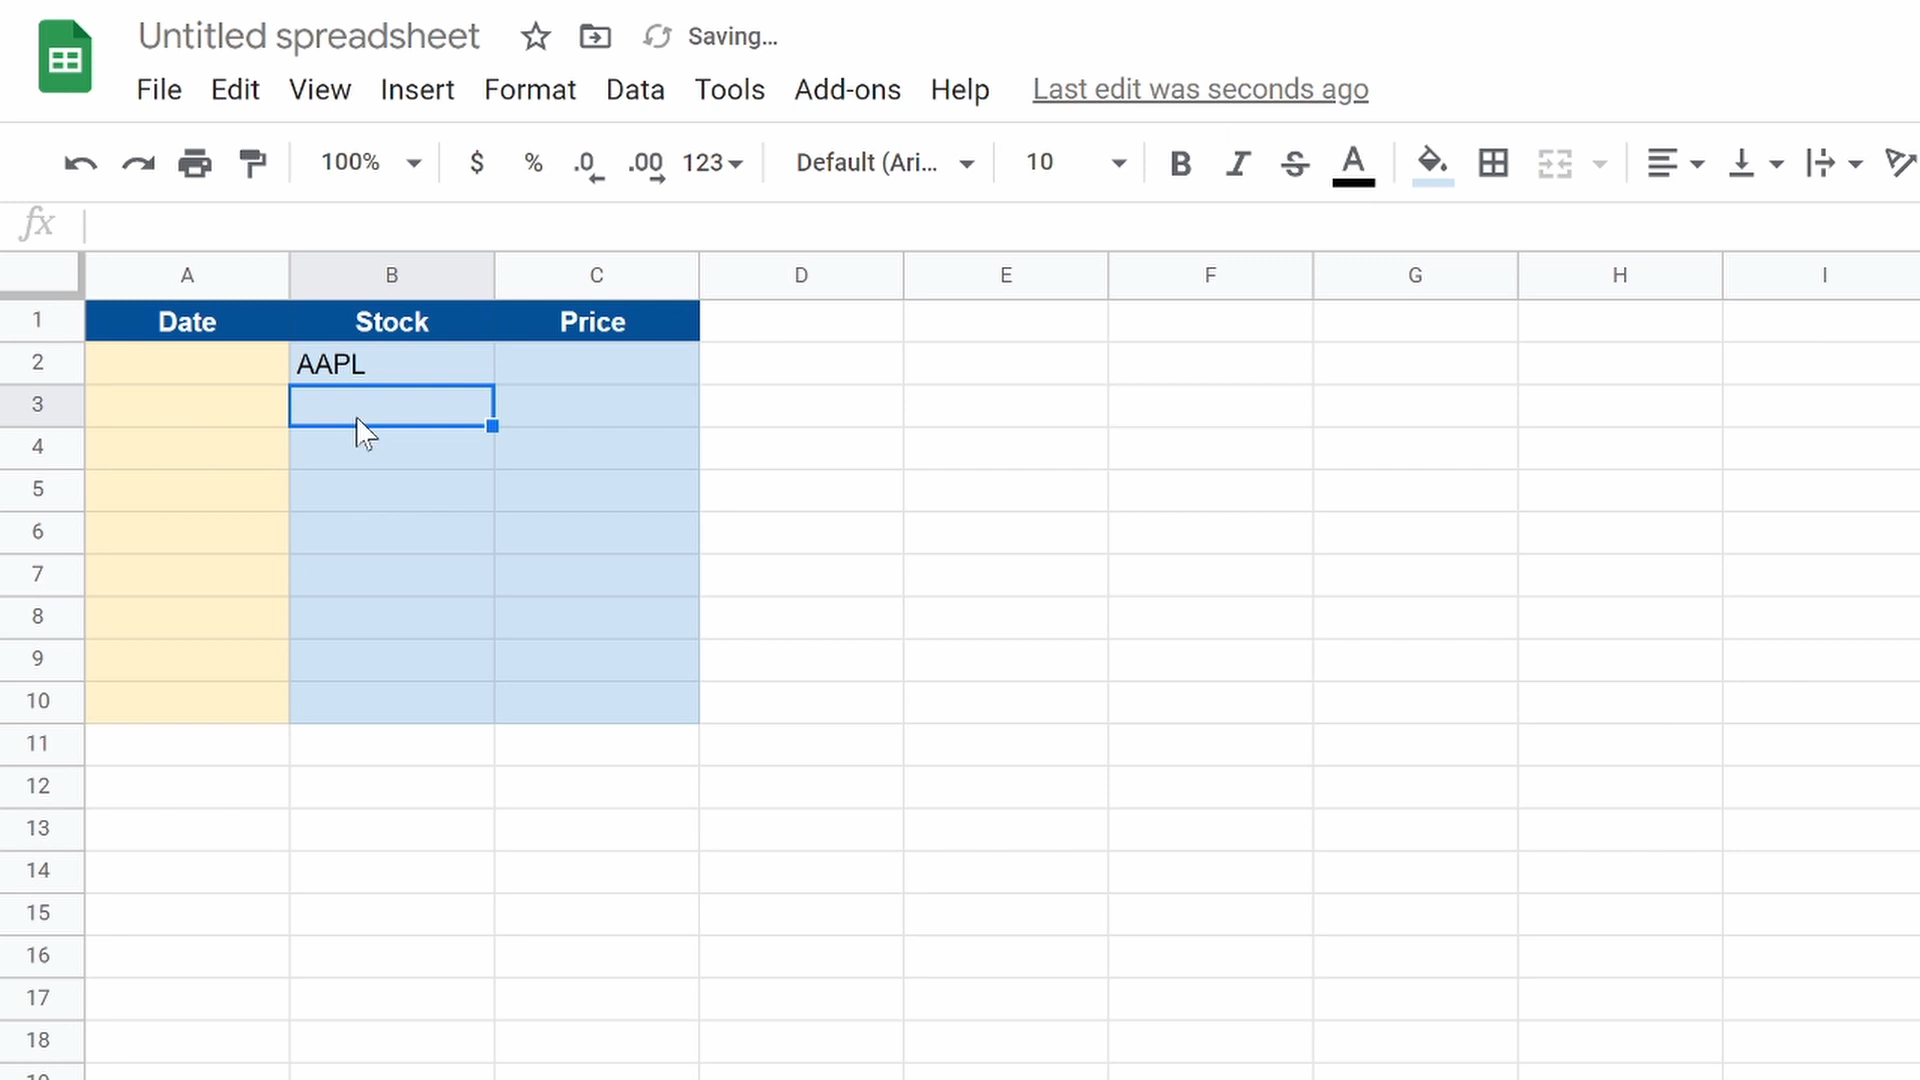 Untitled spreadsheet Saving...
File Edit View Insert Format Data Tools Add-ons Help Last edit was seconds ago
100% $ % .0 .00 123 Default (Ari... 10 B I S A
fx
A B C D E F G H I
1 Date Stock Price
2 AAPL
3
4
5
6
7
8
9
10
11
12
13
14
15
16
17
18